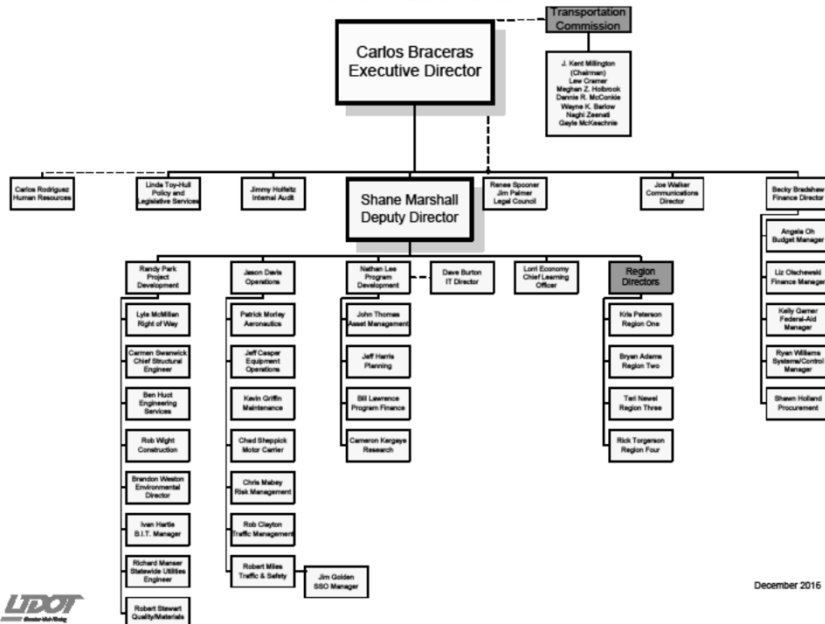 Transportation
Commission
Carlos Braceras
Executive Director
J. Kent Millington
(Chairman)
Lew Cramer
Meghan Z. Holbrook
Dannie R. McConkie
Wayne K. Barlow
Naghi Zeenati
Gayle McKeachnie
Carlos Rodriguez
Human Resources
Linda Toy-Hull
Policy and
Legislative Services
Jimmy Holfeltz
Internal Audit
Shane Marshall
Deputy Director
Renee Spooner
Jim Palmer
Legal Council
Joe Walker
Communications
Director
Becky Bradshaw
Finance Director
Angela Oh
Budget Manager
Liz Olschewski
Finance Manager
Kelly Garner
Federal-Aid
Manager
Ryan Williams
Systems/Control
Manager
Shawn Holland
Procurement
Randy Park
Project
Development
Lyle McMillan
Right of Way
Carmen Swanwick
Chief Structural
Engineer
Ben Huot
Engineering
Services
Rob Wight
Construction
Brandon Weston
Environmental
Director
Ivan Hartle
B.I.T. Manager
Richard Manser
Statewide Utilities
Engineer
Robert Stewart
Quality/Materials
Jason Davis
Operations
Patrick Morley
Aeronautics
Jeff Casper
Equipment
Operations
Kevin Griffin
Maintenance
Chad Sheppick
Motor Carrier
Chris Mabey
Risk Management
Rob Clayton
Traffic Management
Robert Miles
Traffic & Safety
Jim Golden
SSO Manager
Nathan Lee
Program
Development
John Thomas
Asset Management
Jeff Harris
Planning
Bill Lawrence
Program Finance
Cameron Kergaye
Research
Dave Burton
IT Director
Lorri Economy
Chief Learning
Officer
Region
Directors
Kris Peterson
Region One
Bryan Adams
Region Two
Teri Newel
Region Three
Rick Torgerson
Region Four
December 2016
UDOT